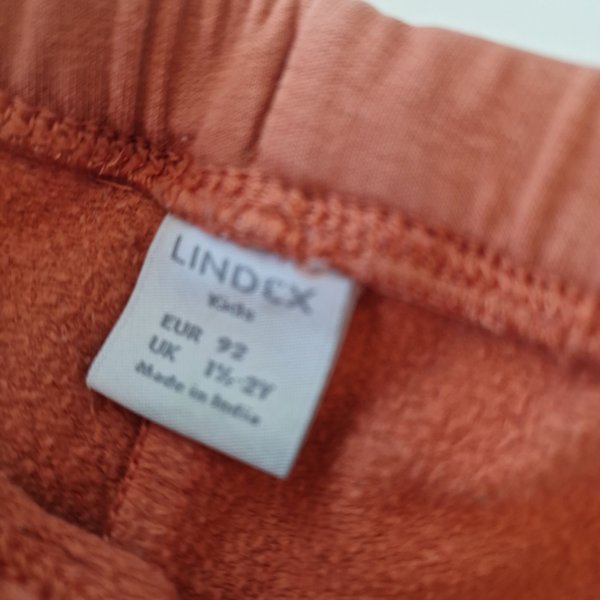 LINDEX
Kids
EUR 92
UK 1½-2Y
Made in India